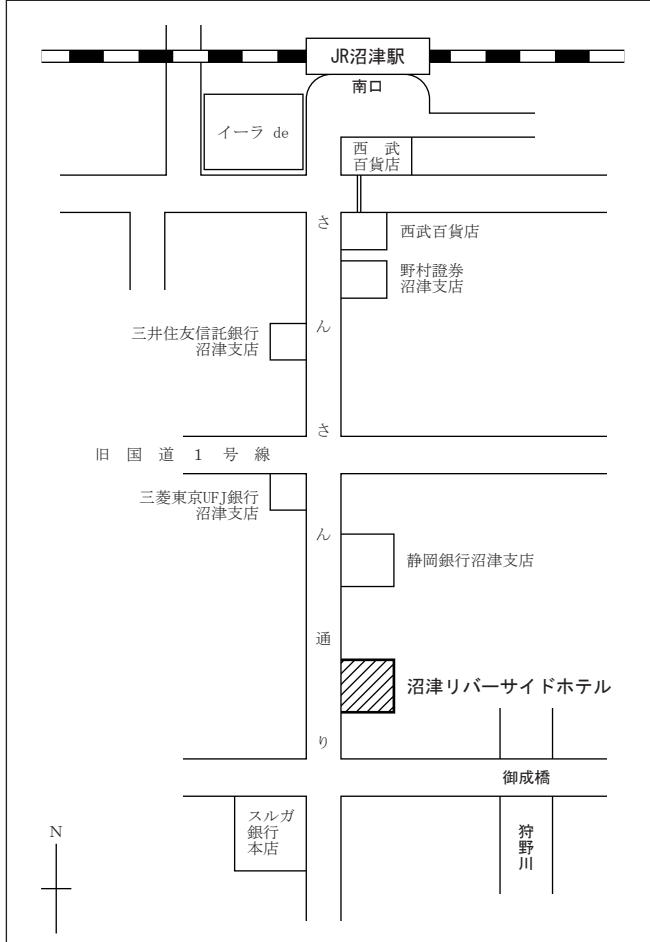 JR沼津駅
南口
イーラ de
西 武
百貨店
西武百貨店
野村證券
沼津支店
三井住友信託銀行
沼津支店
旧国道1号線
三菱東京UFJ銀行
沼津支店
さんさん通り
静岡銀行沼津支店
沼津リバーサイドホテル
御成橋
スルガ
銀行
本店
狩野川
N